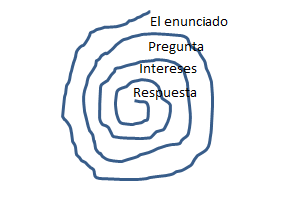 El enunciado
Pregunta
Intereses
Respuesta